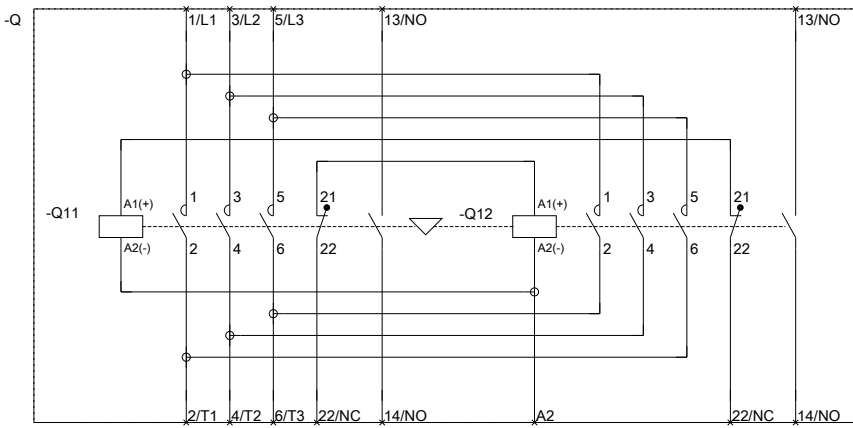 -Q 1/L1 3/L2 5/L3 13/NO 13/NO
1 3 5 21 1 3 5 21
-Q11 A1(+) -Q12 A1(+)
A2(-) 2 4 6 22 A2(-) 2 4 6 22
2/T1 4/T2 6/T3 22/NC 14/NO A2 22/NC 14/NO